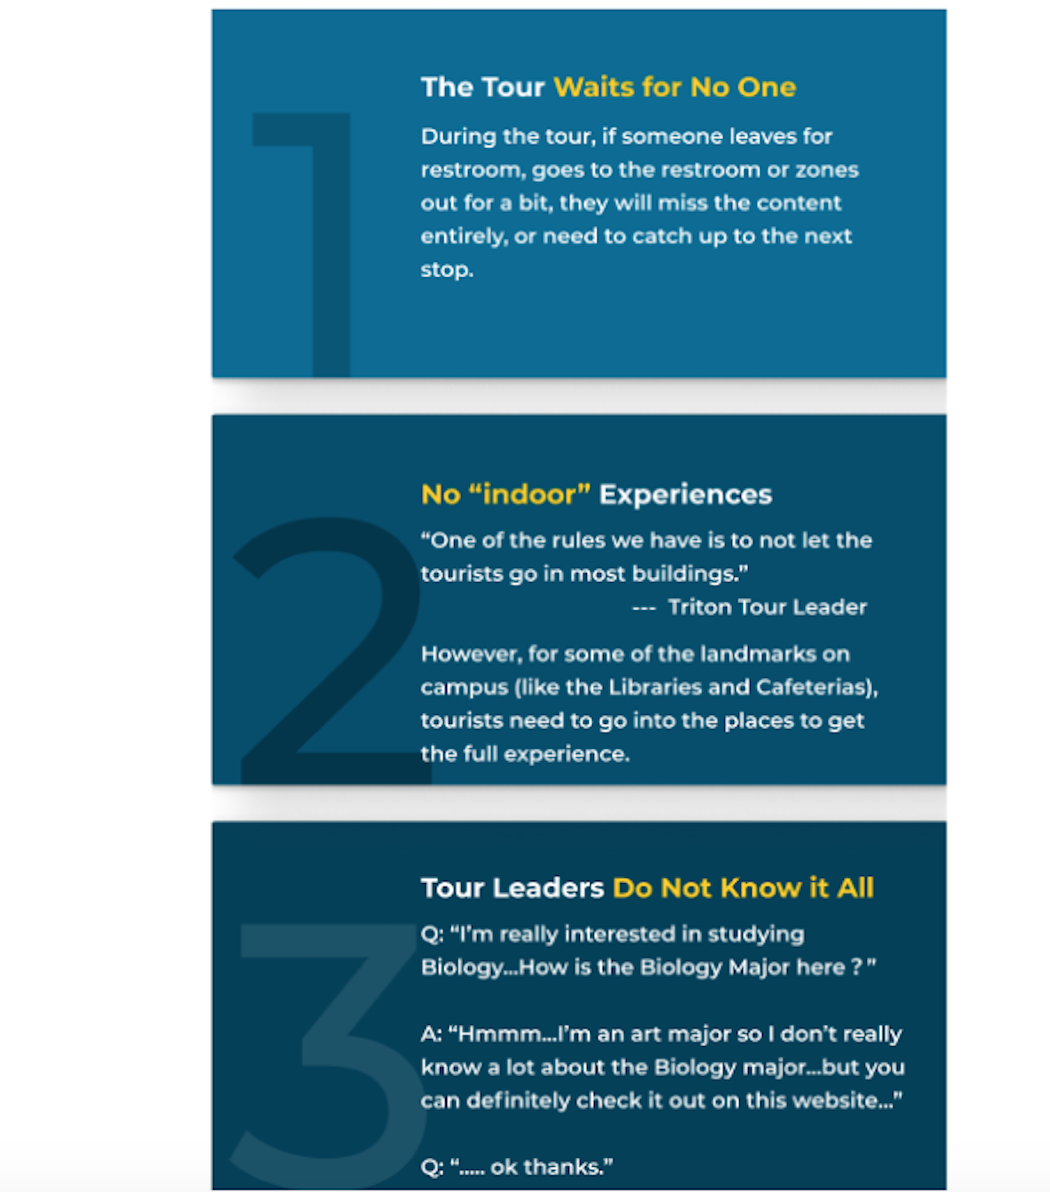 1
The Tour Waits for No One
During the tour, if someone leaves for
restroom, goes to the restroom or zones
out for a bit, they will miss the content
entirely, or need to catch up to the next
stop.
2
No “indoor” Experiences
“One of the rules we have is to not let the
tourists go in most buildings.”
--- Triton Tour Leader
However, for some of the landmarks on
campus (like the Libraries and Cafeterias),
tourists need to go into the places to get
the full experience.
3
Tour Leaders Do Not Know it All
Q: “I’m really interested in studying
Biology...How is the Biology Major here ? ”
A: “Hmmm...I’m an art major so I don’t really
know a lot about the Biology major...but you
can definitely check it out on this website...”
Q: “..... ok thanks.”